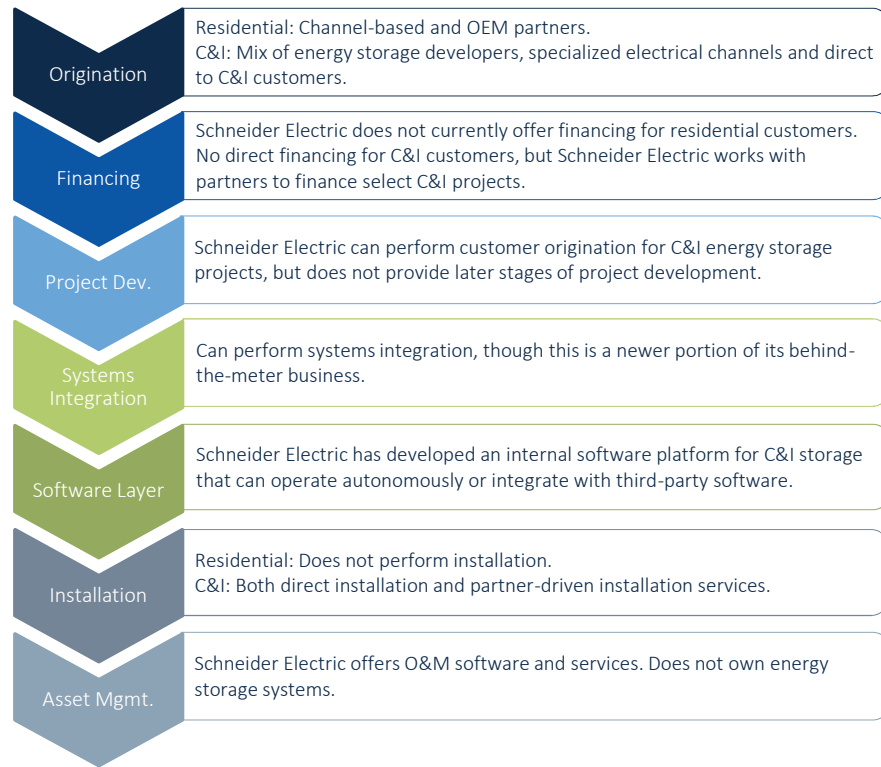 Origination
Residential: Channel-based and OEM partners.
C&I: Mix of energy storage developers, specialized electrical channels and direct
to C&I customers.
Financing
Schneider Electric does not currently offer financing for residential customers.
No direct financing for C&I customers, but Schneider Electric works with
partners to finance select C&I projects.
Project Dev.
Schneider Electric can perform customer origination for C&I energy storage
projects, but does not provide later stages of project development.
Systems
Integration
Can perform systems integration, though this is a newer portion of its behind-
the-meter business.
Software Layer
Schneider Electric has developed an internal software platform for C&I storage
that can operate autonomously or integrate with third-party software.
Installation
Residential: Does not perform installation.
C&I: Both direct installation and partner-driven installation services.
Asset Mgmt.
Schneider Electric offers O&M software and services. Does not own energy
storage systems.